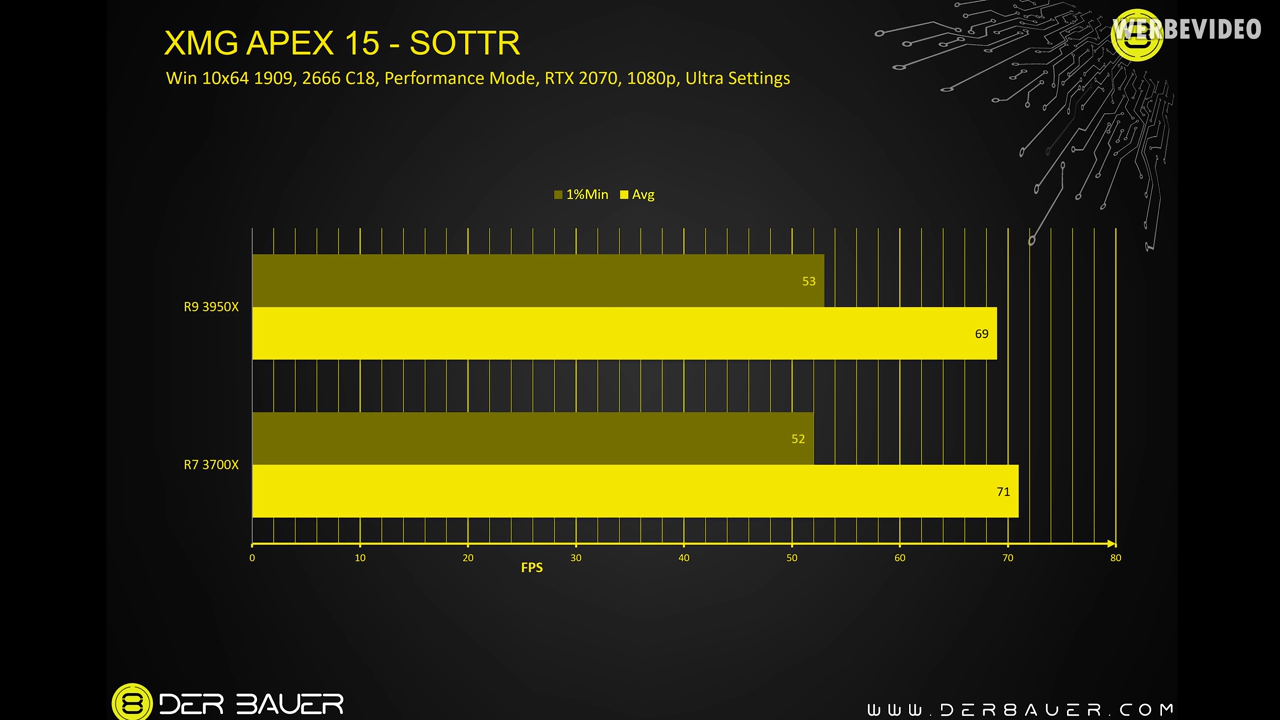 XMG APEX 15 - SOTTR
WERBEVIDEO
Win 10x64 1909, 2666 C18, Performance Mode, RTX 2070, 1080p, Ultra Settings
1%Min Avg
53
R9 3950X
69
52
R7 3700X
71
0 10 20 30 40 50 60 70 80
FPS
8 DER BAUER
WWW.DER8AUER.COM